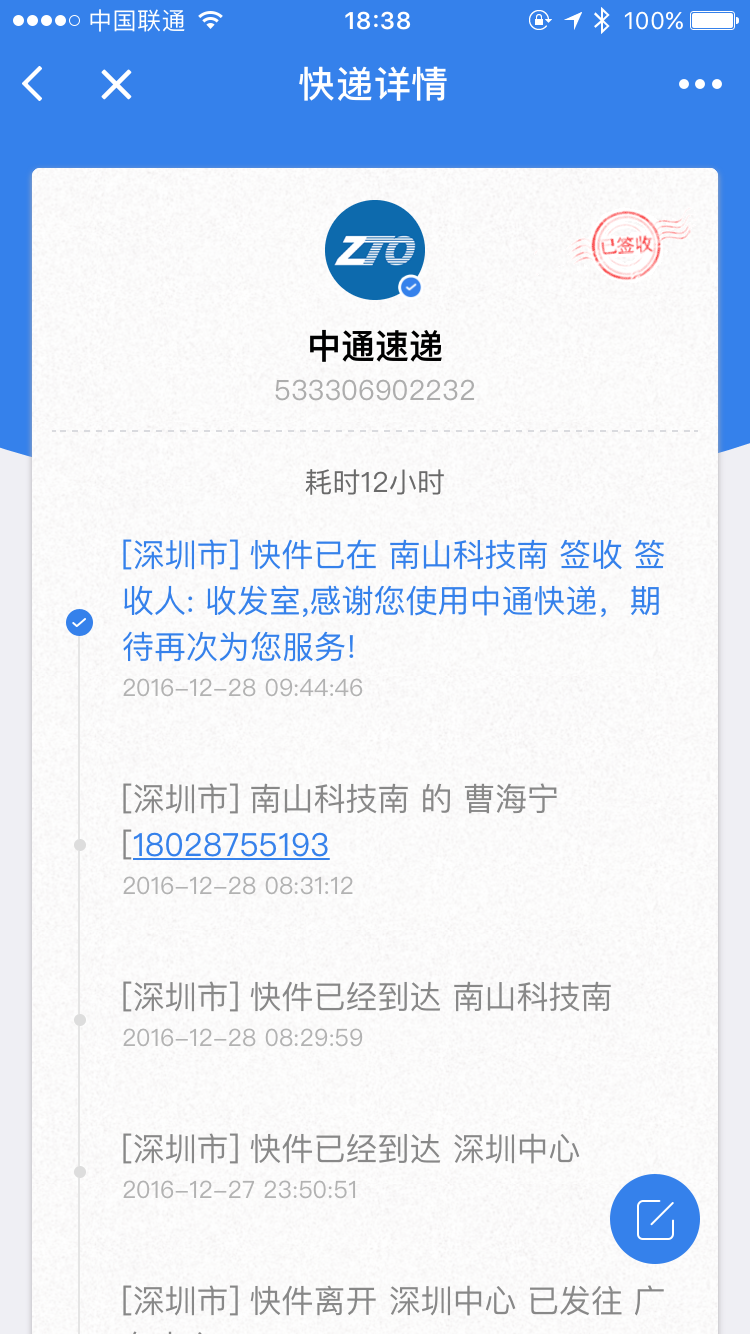 中国联通 18:38 100%
快递详情
ZTO
已签收
中通速递
533306902232
耗时12小时
[深圳市] 快件已在 南山科技南 签收 签
收人: 收发室,感谢您使用中通快递，期
待再次为您服务!
2016-12-28 09:44:46
[深圳市] 南山科技南 的 曹海宁
[18028755193
2016-12-28 08:31:12
[深圳市] 快件已经到达 南山科技南
2016-12-28 08:29:59
[深圳市] 快件已经到达 深圳中心
2016-12-27 23:50:51
[深圳市] 快件离开 深圳中心 已发往 广